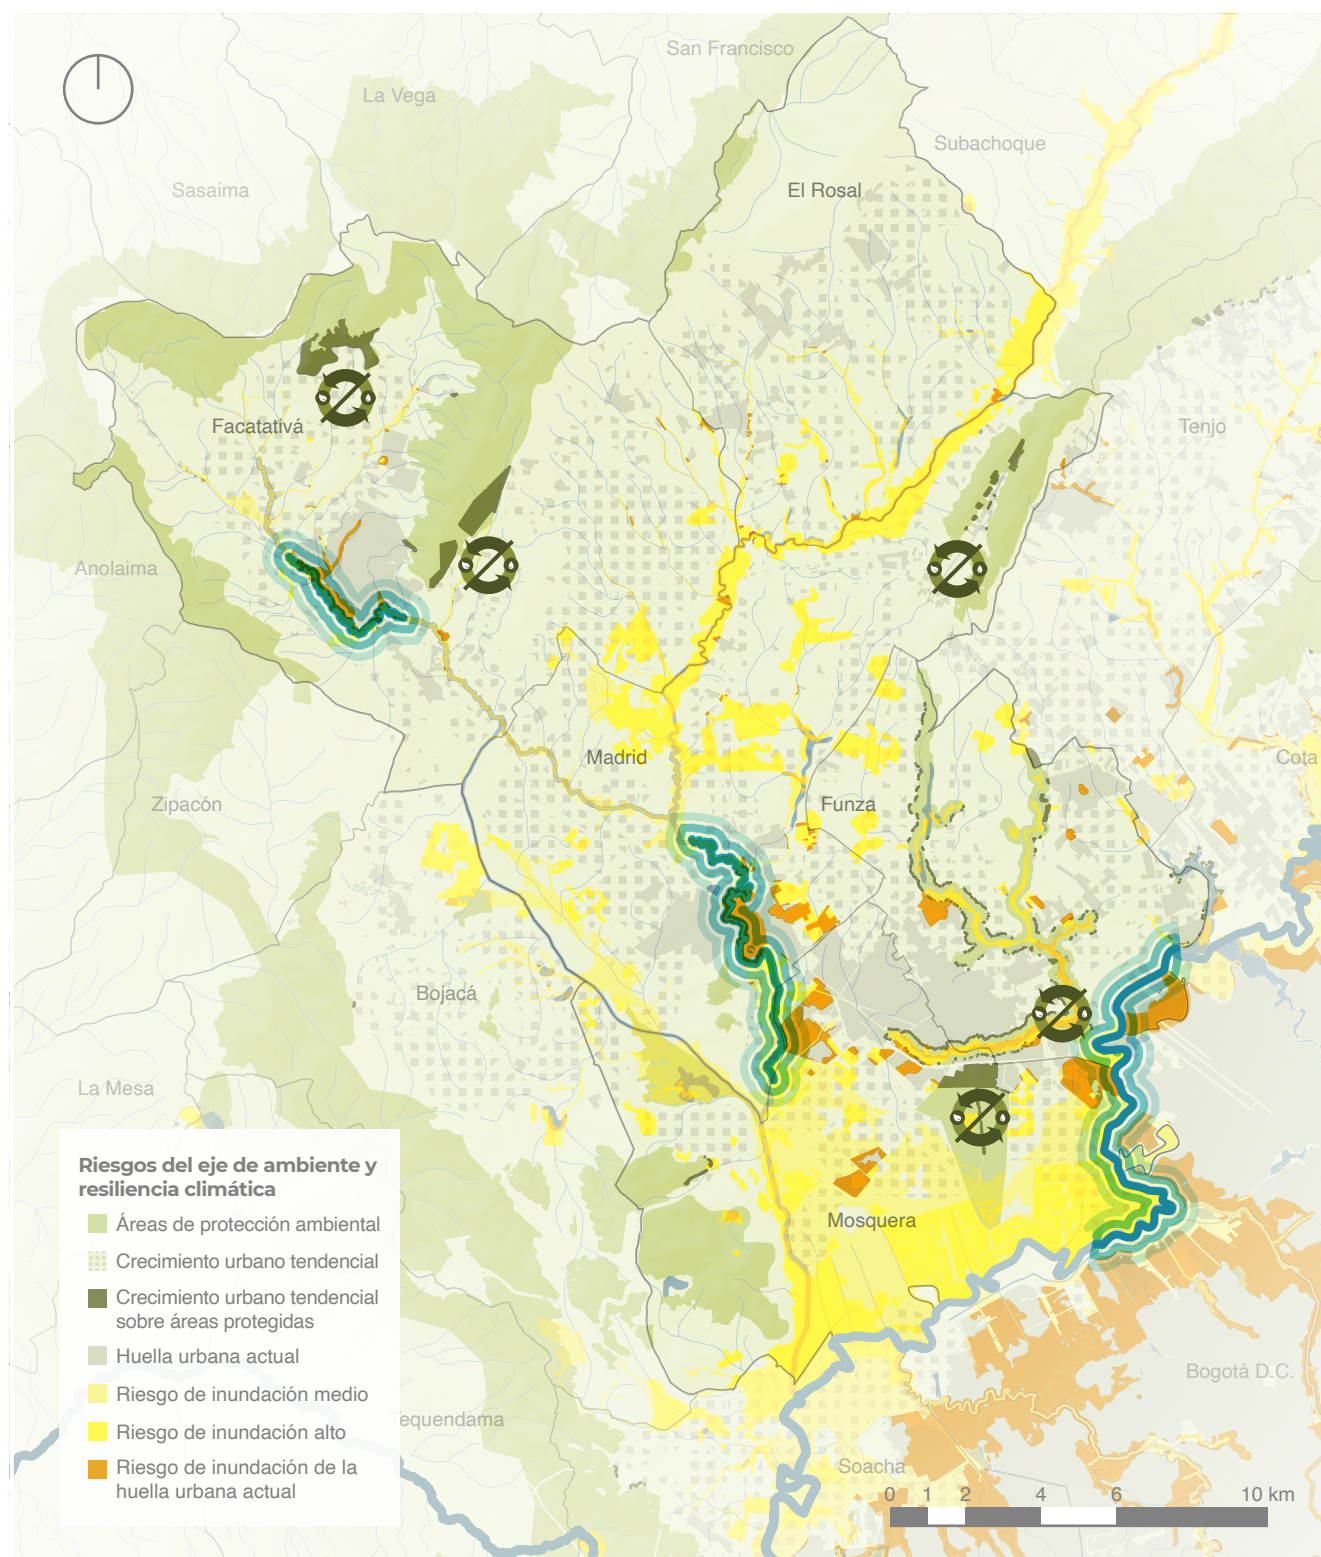 San Francisco
La Vega
Subachoque
Sasaima
El Rosal
Facatativá
Tenjo
Anolaima
Madrid
Cota
Zipacón
Funza
Bojacá
La Mesa
Mosquera
Riesgos del eje de ambiente y
resiliencia climática
Áreas de protección ambiental
Crecimiento urbano tendencial
Crecimiento urbano tendencial
sobre áreas protegidas
Huella urbana actual
Riesgo de inundación medio
Riesgo de inundación alto
Riesgo de inundación de la
huella urbana actual
Bogotá D.C.
Tequendama
Soacha
0 1 2 4 6 10 km